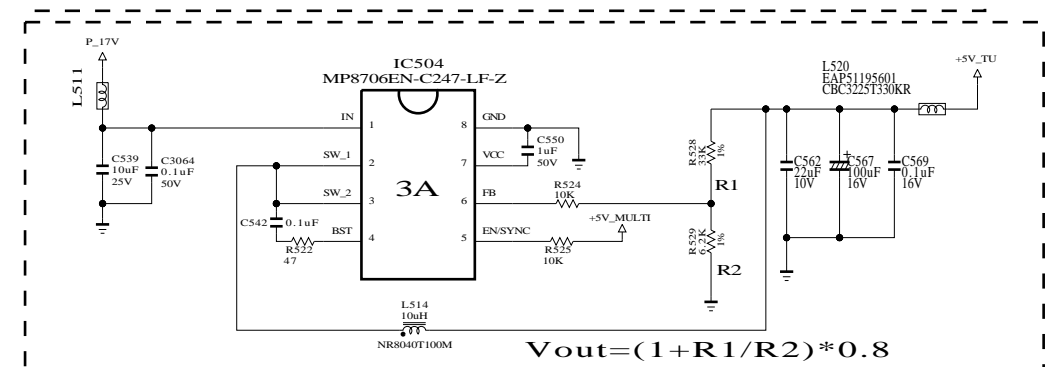 P_17V
L511
C539
10uF
25V
C3064
0.1uF
50V
IC504
MP8706EN-C247-LF-Z
IN
1
SW_1
2
SW_2
3
BST
4
3A
8
GND
7
VCC
6
FB
5
EN/SYNC
C542
0.1uF
R522
47
C550
1uF
50V
R524
10K
+5V_MULTI
R525
10K
R528
33K
1%
R1
R529
6.2K
1%
R2
L514
10uH
NR8040T100M
C562
22uF
10V
C567
100uF
16V
C569
0.1uF
16V
L520
EAP51195601
CBC3225T330KR
+5V_TU
+
Vout=(1+R1/R2)*0.8